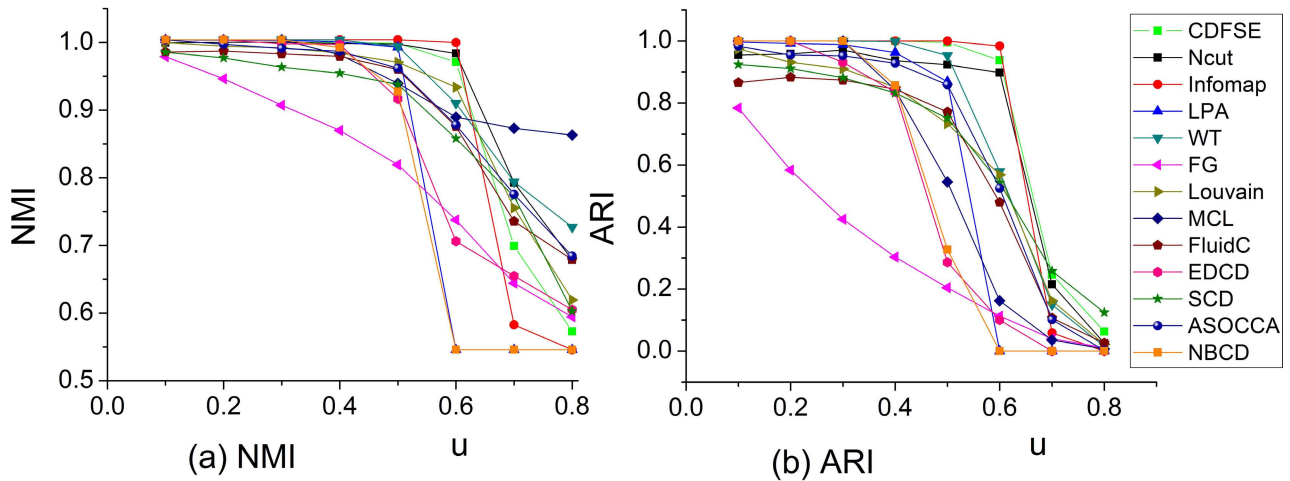 NMI
1.0
0.9
0.8
0.7
0.6
0.5
0.0
0.2
0.4
0.6
0.8
u
(a) NMI
ARI
1.0
0.8
0.6
0.4
0.2
0.0
0.0
0.2
0.4
0.6
0.8
u
(b) ARI
CDFSE
Ncut
Infomap
LPA
WT
FG
Louvain
MCL
FluidC
EDCD
SCD
ASOCCA
NBCD